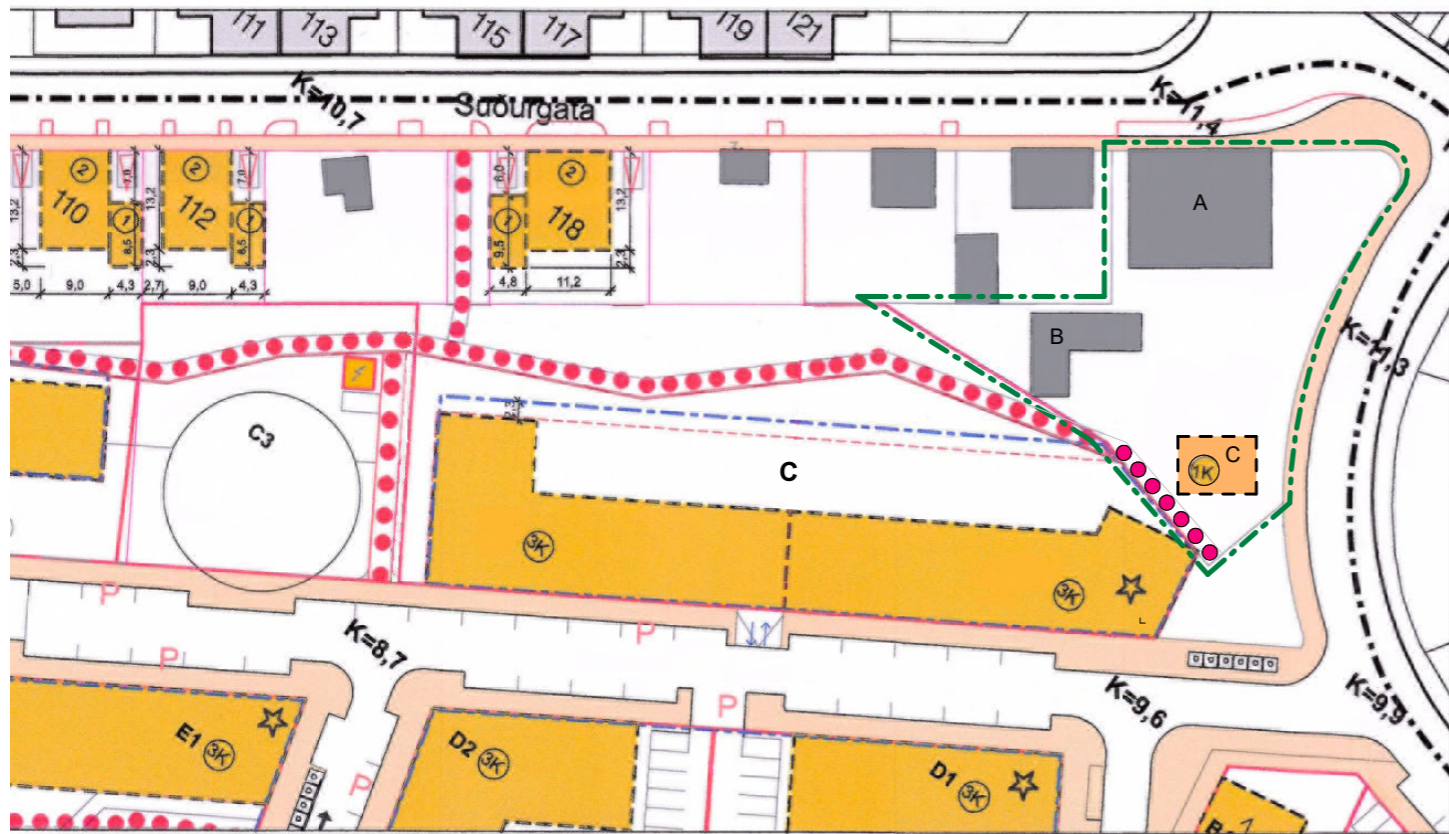 111
113
115
117
119
121
K=10,7
Suðurgata
K=11,4
2
110
1
13,2
2,3
7,0
8,5
5,0
9,0
4,3
2
112
1
13,2
2,3
7,0
8,5
2,7
9,0
4,3
2
118
1
6,0
9,5
13,2
2,3
4,8
11,2
A
B
K=11,3
C3
2,3
C
C
1K
3K
3K
P
P
P
K=8,7
K=9,6
K=9,9
E1
3K
D2
3K
P
D1
3K
P